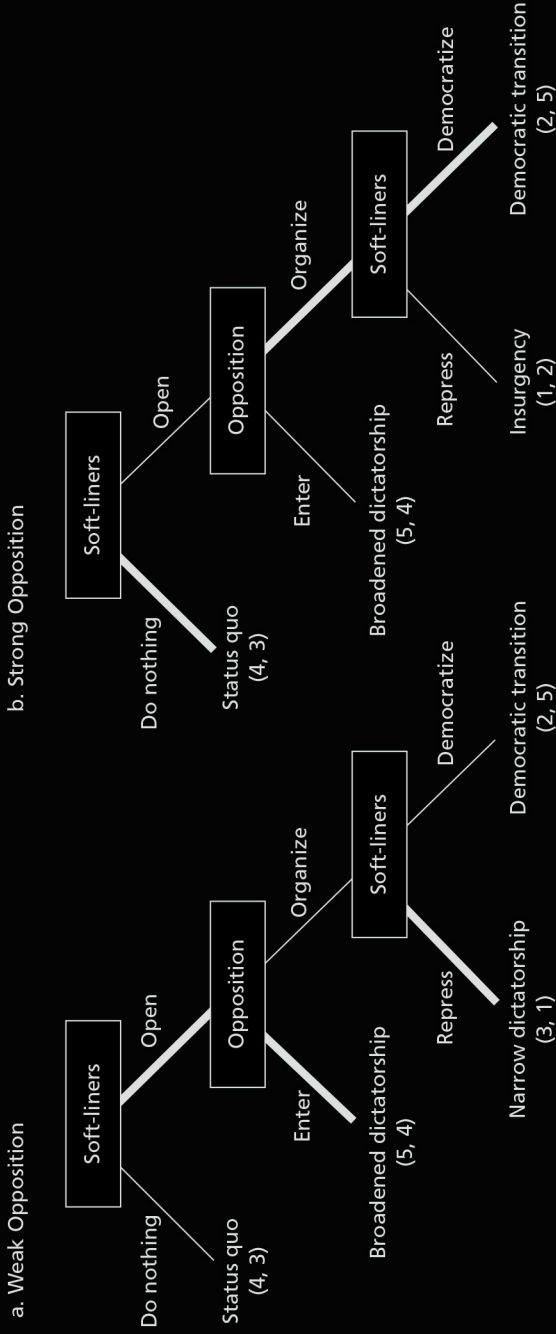 a. Weak Opposition
Soft-liners
Do nothing
Open
Status quo
(4, 3)
Opposition
Enter
Organize
Broadened dictatorship
(5, 4)
Soft-liners
Repress
Democratize
Narrow dictatorship
(3, 1)
Democratic transition
(2, 5)
b. Strong Opposition
Soft-liners
Do nothing
Open
Status quo
(4, 3)
Opposition
Enter
Organize
Broadened dictatorship
(5, 4)
Soft-liners
Repress
Democratize
Insurgency
(1, 2)
Democratic transition
(2, 5)